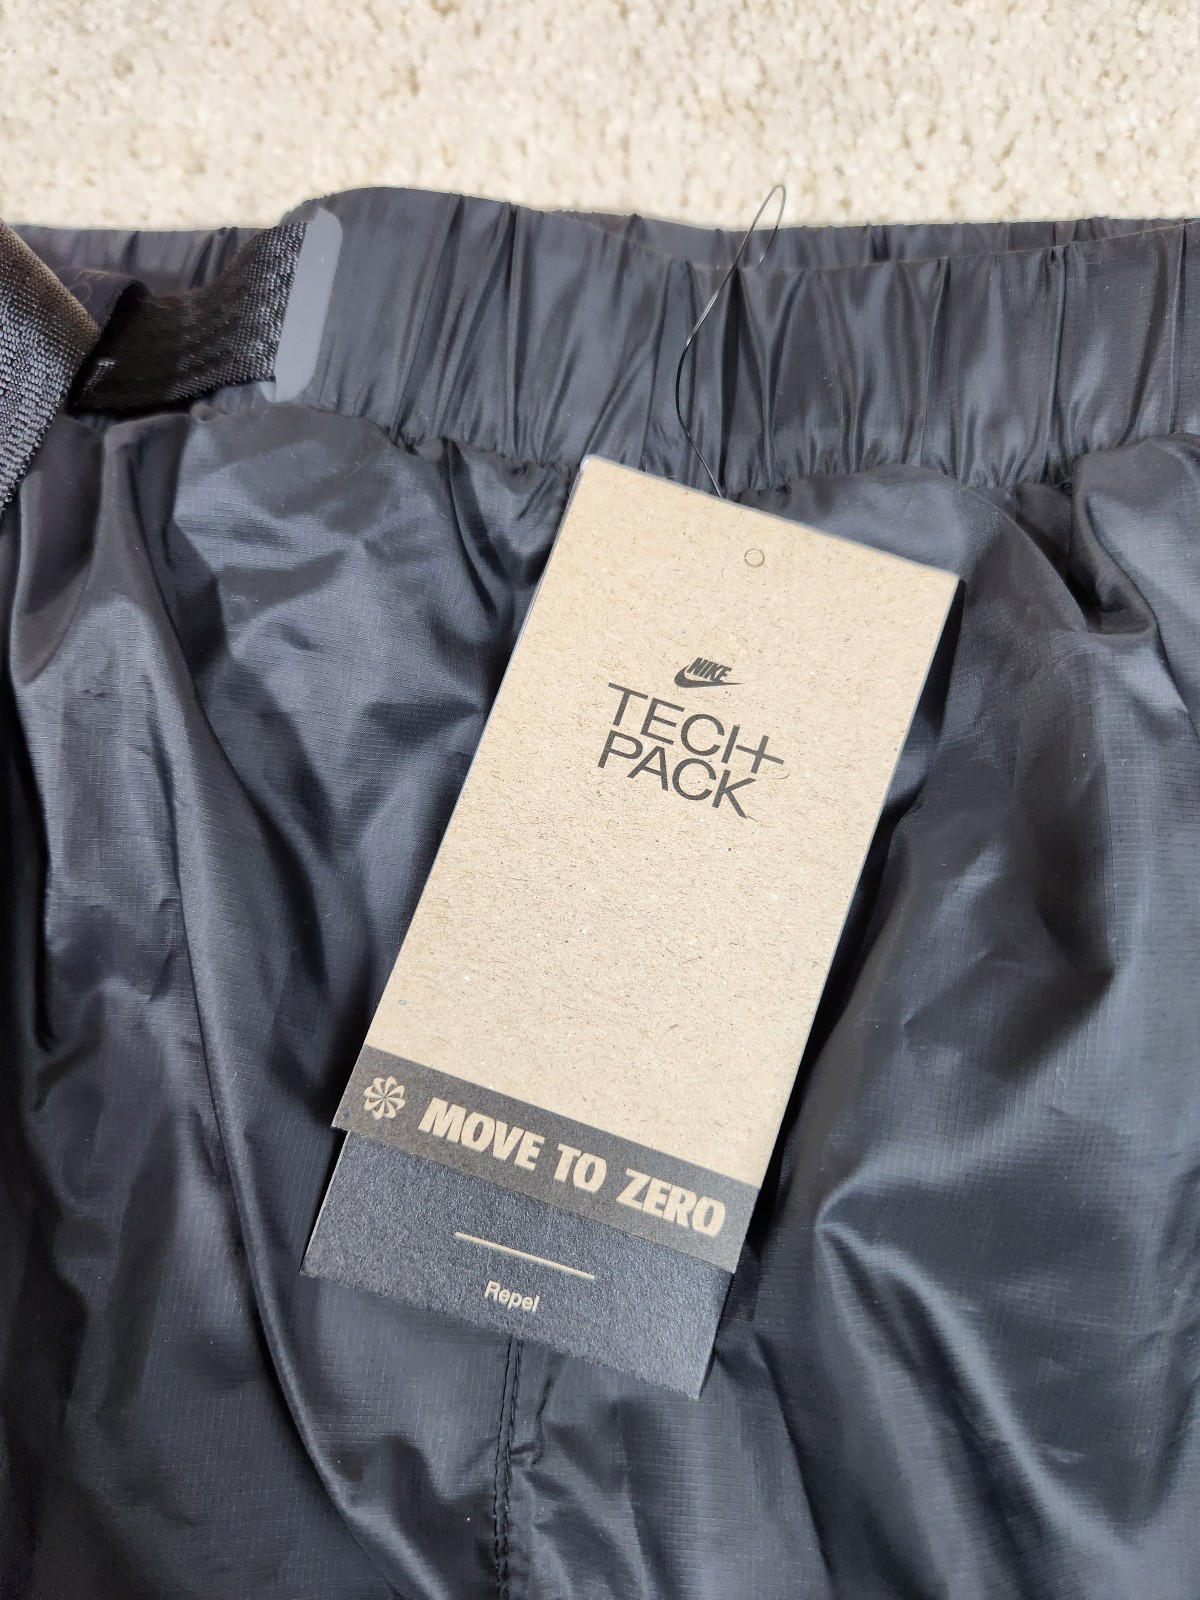 NIKE
TECH
PACK
MOVE TO ZERO
Repel